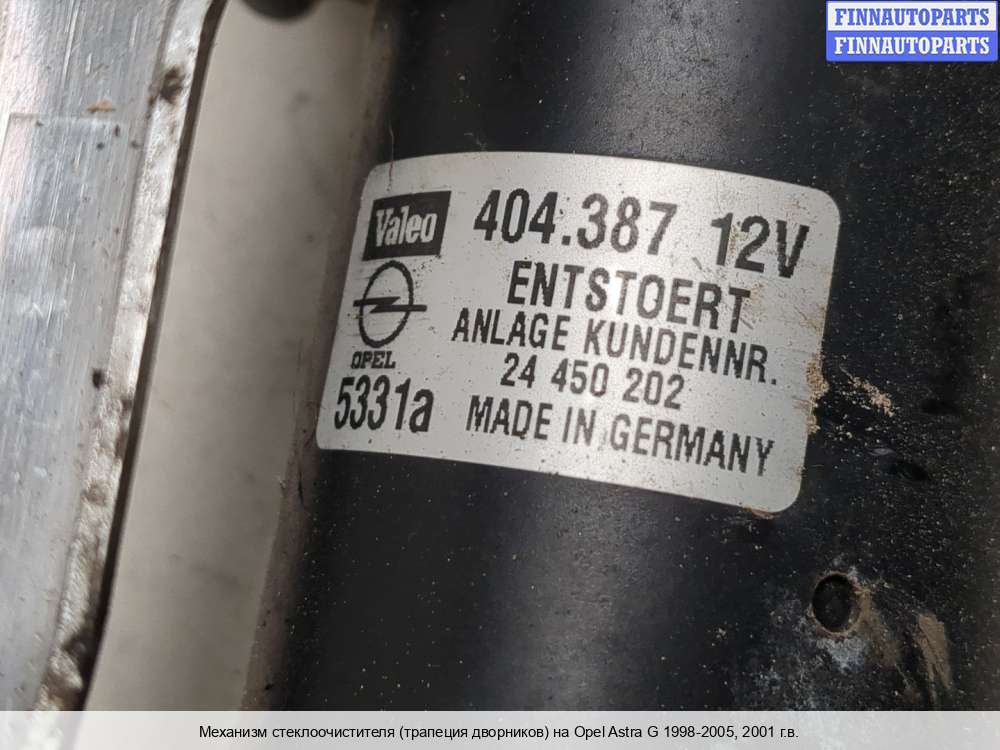 FINNAUTOPARTS
FINNAUTOPARTS
Valeo 404.387 12V
ENTSTOERT
ANLAGE KUNDENNR.
OPEL 24 450 202
5331a MADE IN GERMANY
Механизм стеклоочистителя (трапеция дворников) на Opel Astra G 1998-2005, 2001 г.в.